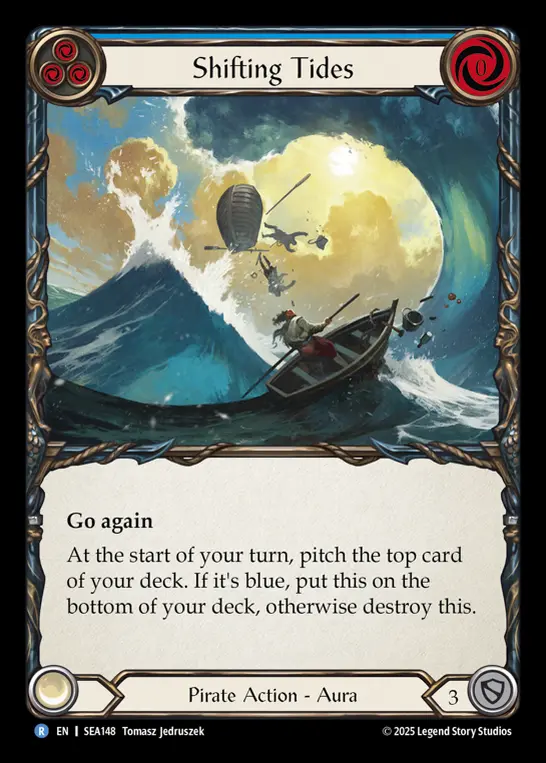 Shifting Tides
0
Go again
At the start of your turn, pitch the top card
of your deck. If it's blue, put this on the
bottom of your deck, otherwise destroy this.
Pirate Action - Aura
3
R EN | SEA148 Tomasz Jedruszek
© 2025 Legend Story Studios